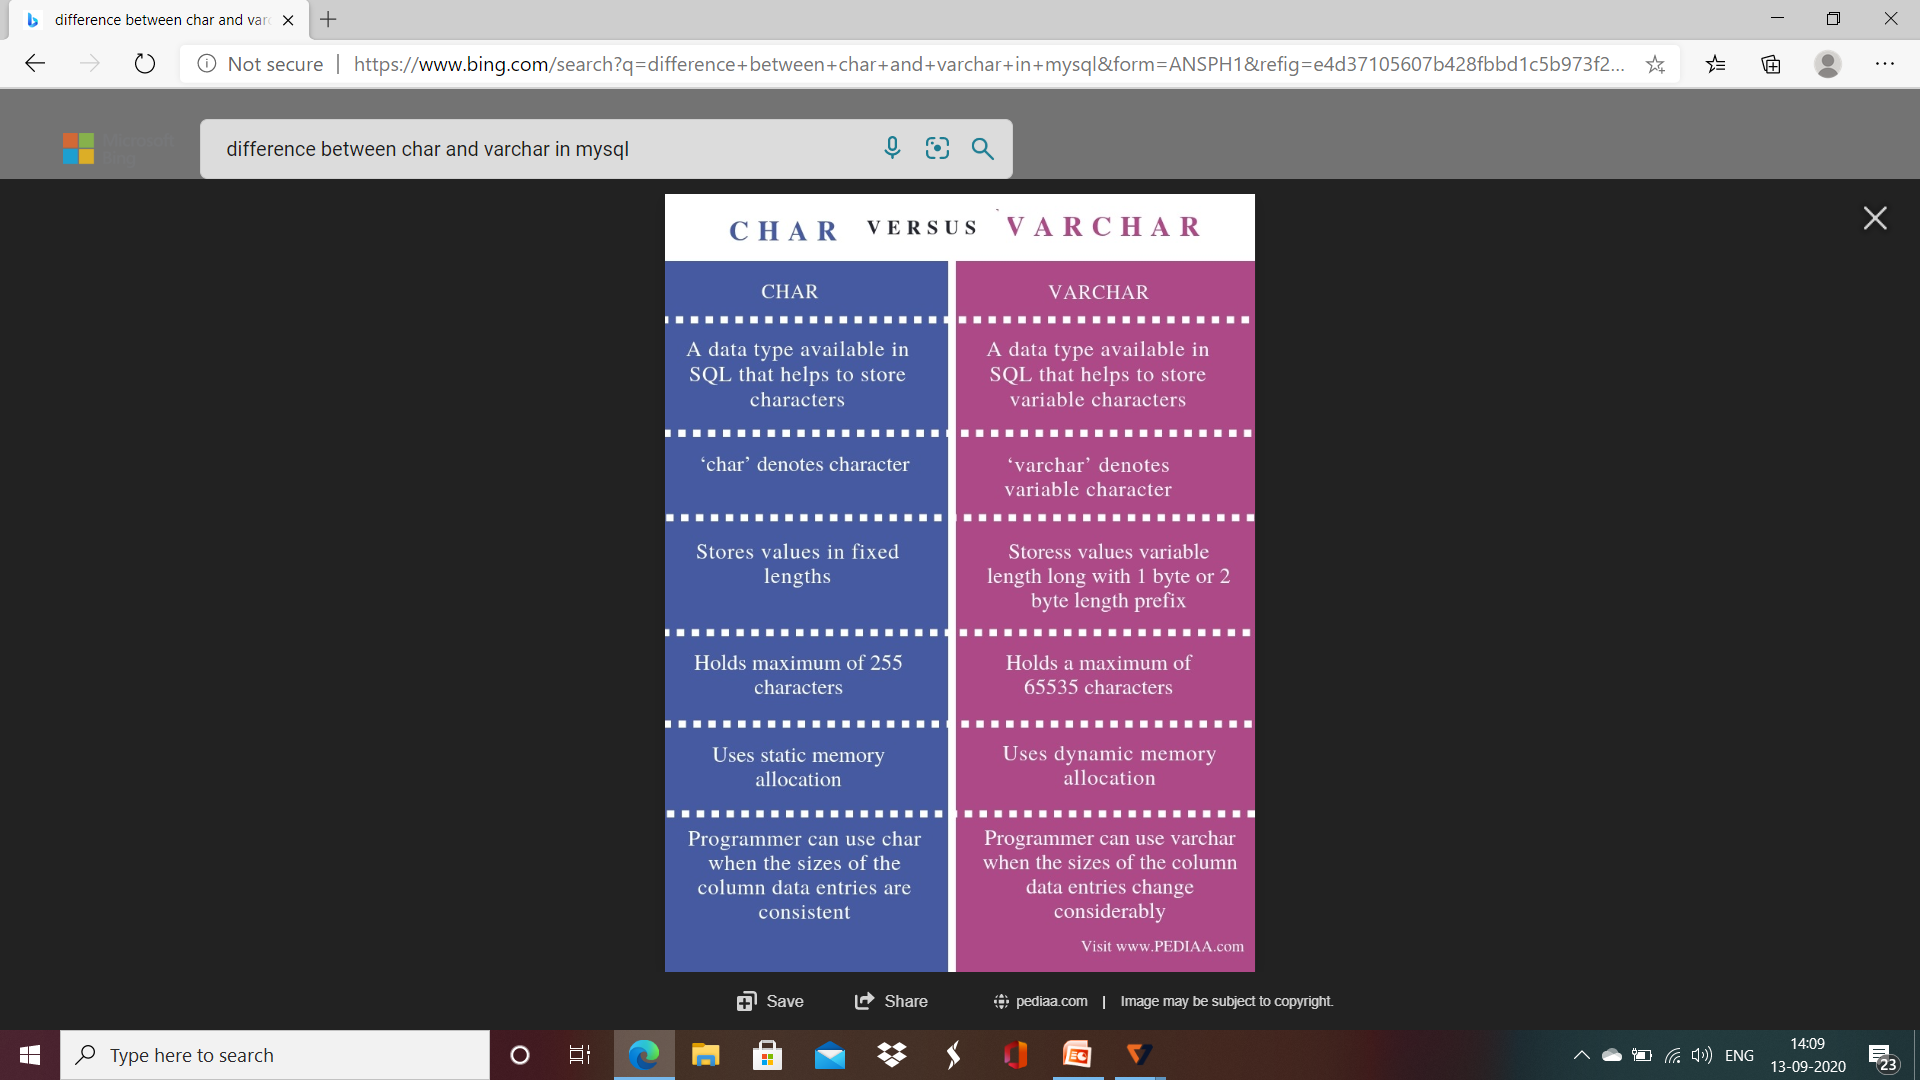 difference between char and varc
Not secure | https://www.bing.com/search?q=difference+between+char+and+varchar+in+mysql&form=ANSPH1&refig=e4d37105607b428fbbd1c5b973f2...
Microsoft
Bing
difference between char and varchar in mysql
CHAR VERSUS VARCHAR
CHAR
VARCHAR
A data type available in
SQL that helps to store
characters
A data type available in
SQL that helps to store
variable characters
‘char’ denotes character
‘varchar’ denotes
variable character
Stores values in fixed
lengths
Storess values variable
length long with 1 byte or 2
byte length prefix
Holds maximum of 255
characters
Holds a maximum of
65535 characters
Uses static memory
allocation
Uses dynamic memory
allocation
Programmer can use char
when the sizes of the
column data entries are
consistent
Programmer can use varchar
when the sizes of the column
data entries change
considerably
Visit www.PEDIAA.com
Save Share pediaa.com | Image may be subject to copyright.
Type here to search
ENG
14:09
13-09-2020
23